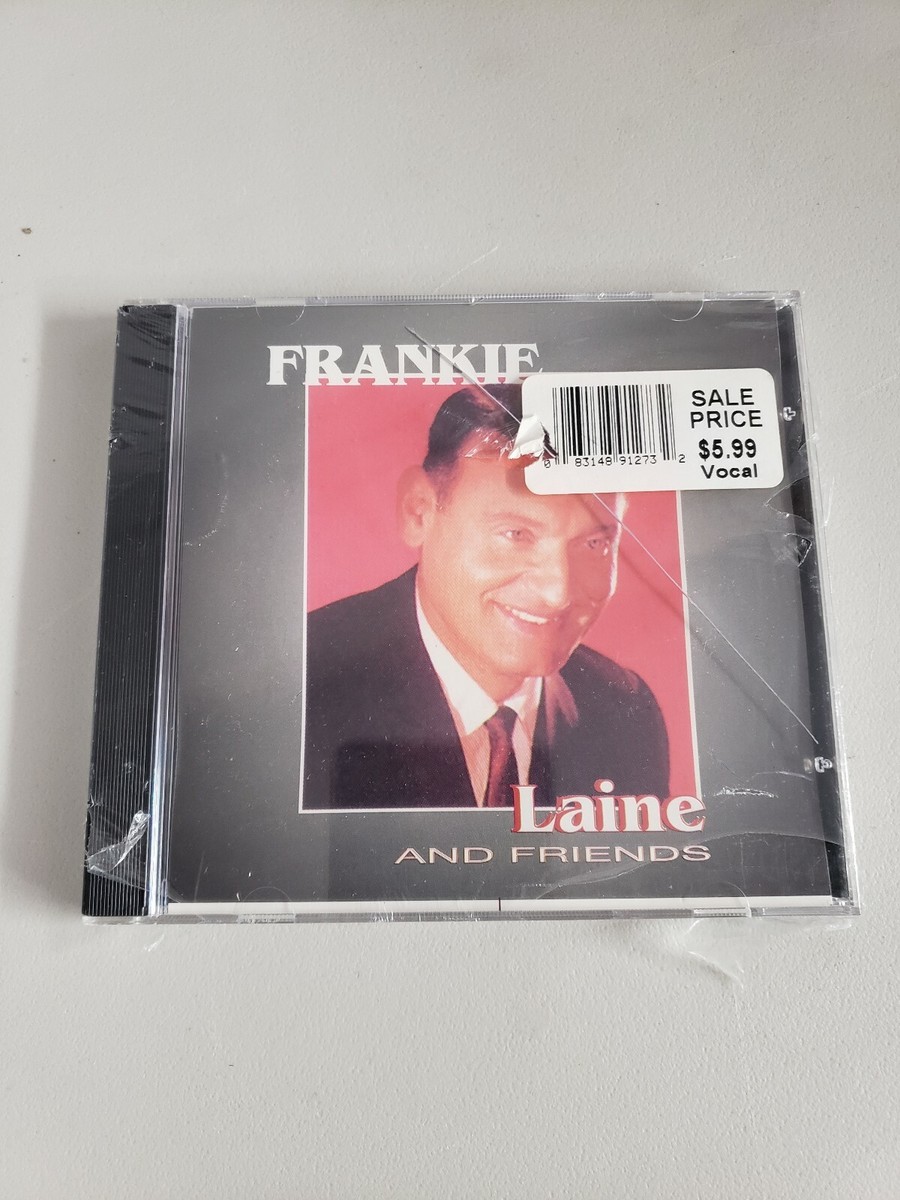 FRANKIE
SALE
PRICE
$5.99
Vocal
0 83148 91273 2
Laine
AND FRIENDS